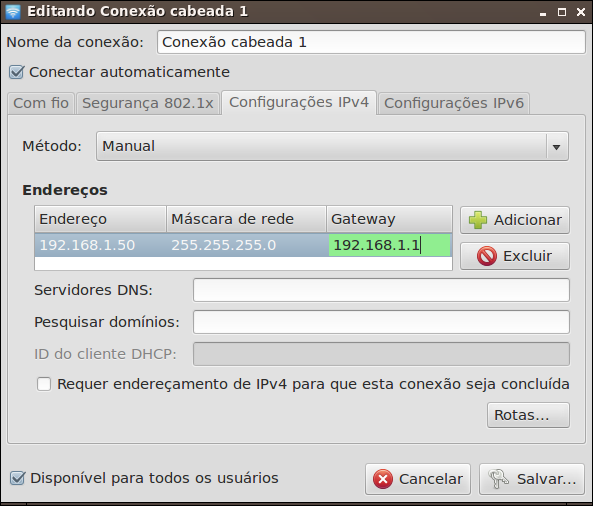 Editando Conexão cabeada 1
Nome da conexão: Conexão cabeada 1
Conectar automaticamente
Com fio Segurança 802.1x Configurações IPv4 Configurações IPv6
Método: Manual
Endereços
Endereço Máscara de rede Gateway Adicionar
192.168.1.50 255.255.255.0 192.168.1.1
Excluir
Servidores DNS:
Pesquisar domínios:
ID do cliente DHCP:
Requer endereçamento de IPv4 para que esta conexão seja concluída
Rotas...
Disponível para todos os usuários Cancelar Salvar...